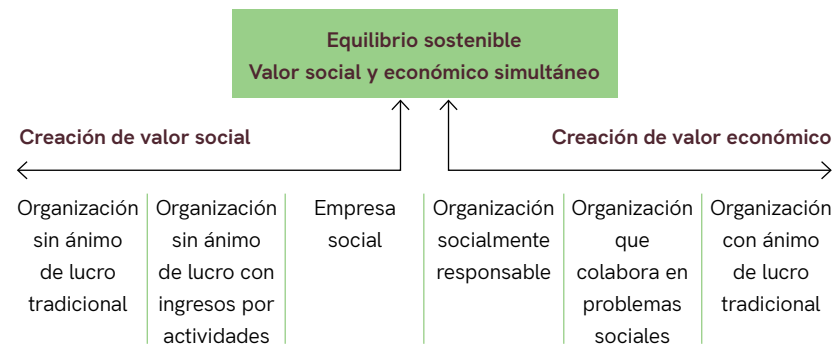 Equilibrio sostenible
Valor social y económico simultáneo
Creación de valor social
Creación de valor económico
Organización
sin ánimo
de lucro
tradicional
Organización
sin ánimo
de lucro con
ingresos por
actividades
Empresa
social
Organización
socialmente
responsable
Organización
que
colabora en
problemas
sociales
Organización
con ánimo
de lucro
tradicional